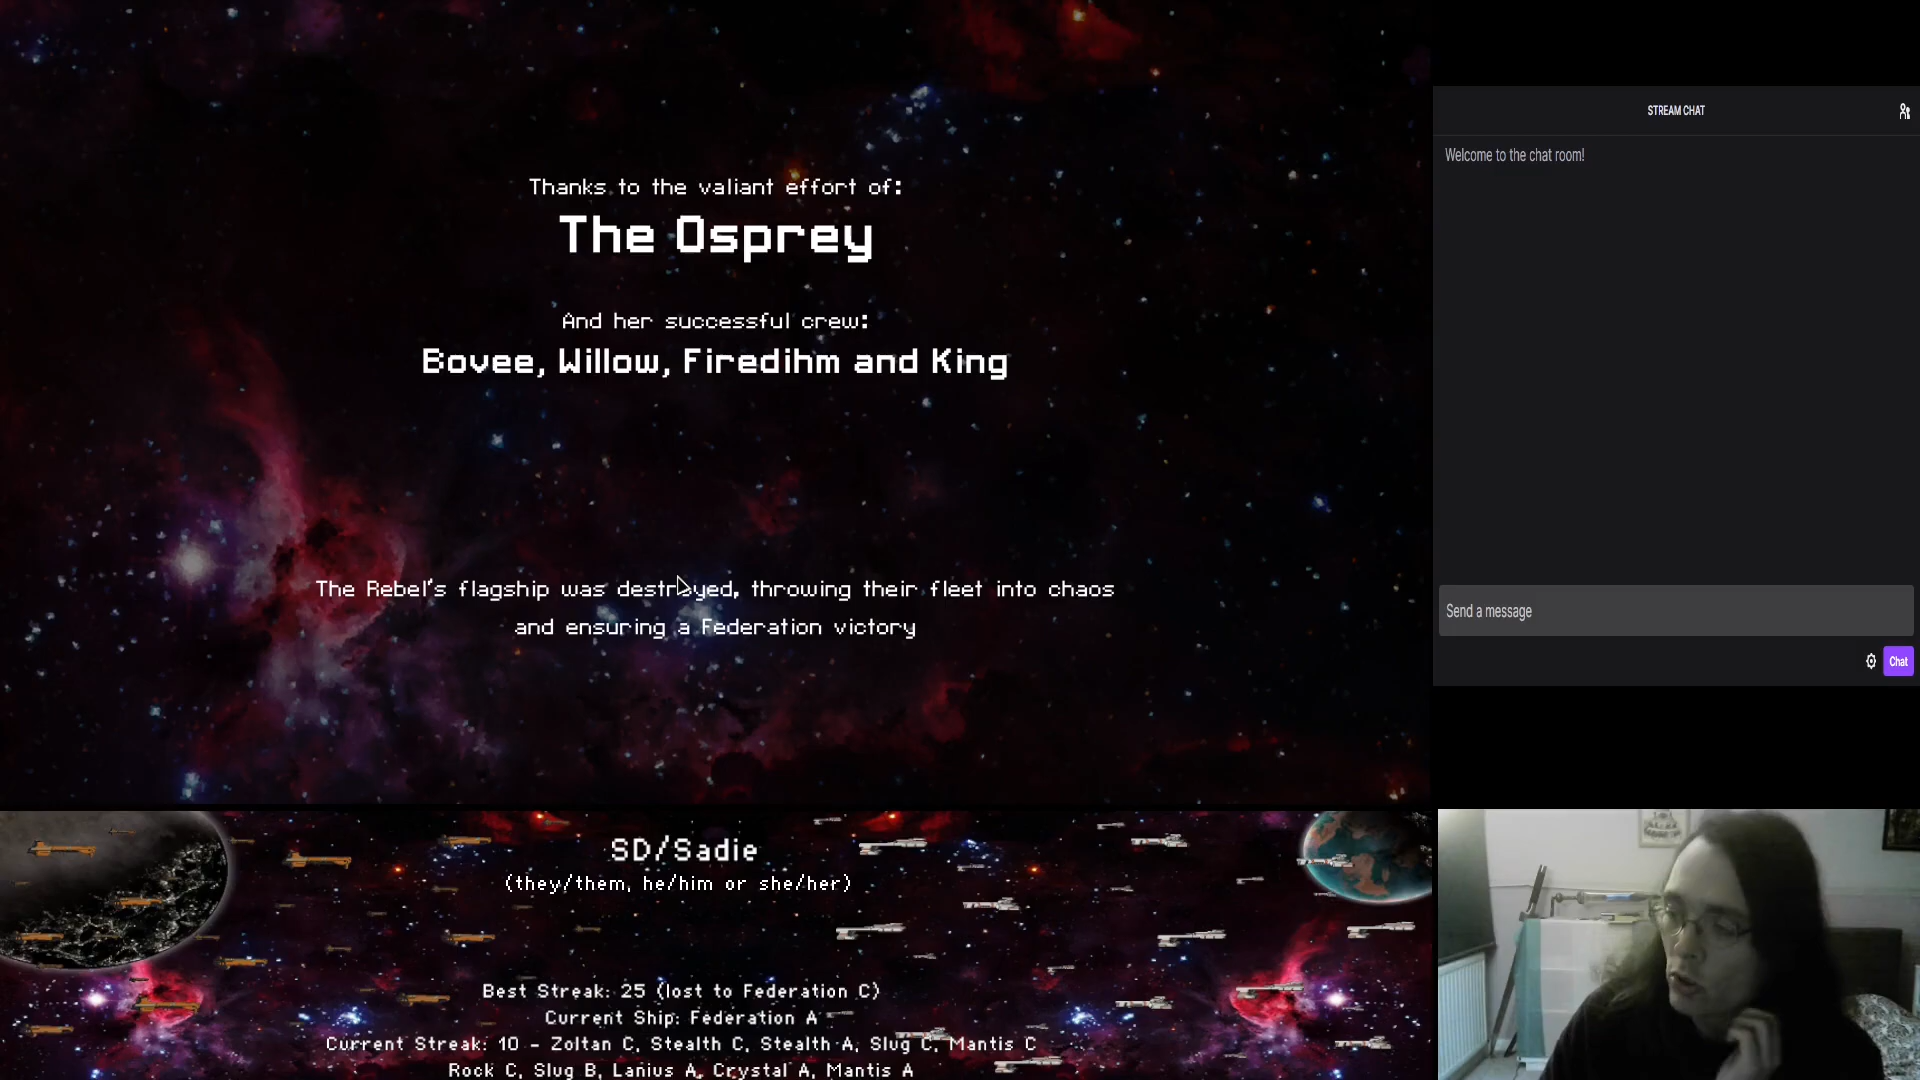 Thanks to the valiant effort of:
The Osprey
And her successful crew:
Bovee, Willow, Firedihm and King
The Rebel's flagship was destroyed, throwing their fleet into chaos
and ensuring a Federation victory
STREAM CHAT
Welcome to the chat room!
Send a message
Chat
SD/Sadie
(they/them, he/him or she/her)
Best Streak: 25 (lost to Federation C)
Current Ship: Federation A
Current Streak: 10 - Zoltan C, Stealth C, Stealth A, Slug C, Mantis C
Rock C, Slug B, Lanius A, Crystal A, Mantis A